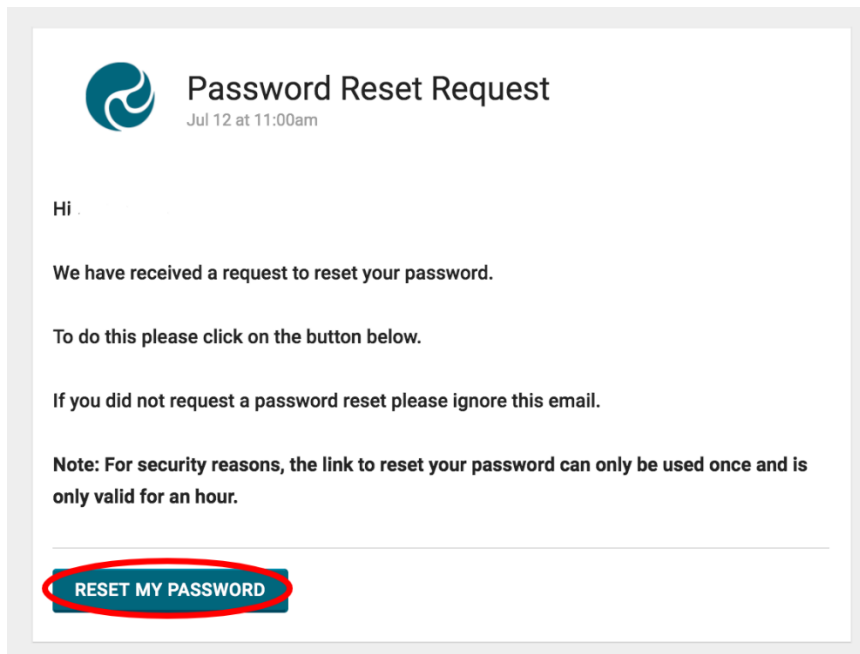 Password Reset Request
Jul 12 at 11:00am
Hi
We have received a request to reset your password.
To do this please click on the button below.
If you did not request a password reset please ignore this email.
Note: For security reasons, the link to reset your password can only be used once and is
only valid for an hour.
RESET MY PASSWORD